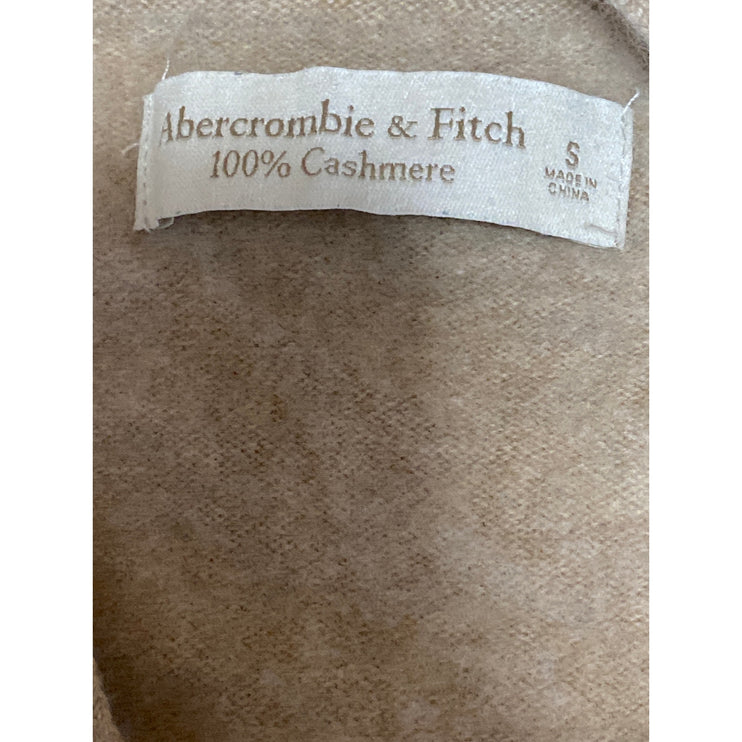 Abercrombie & Fitch
100% Cashmere
S
MADE IN
CHINA